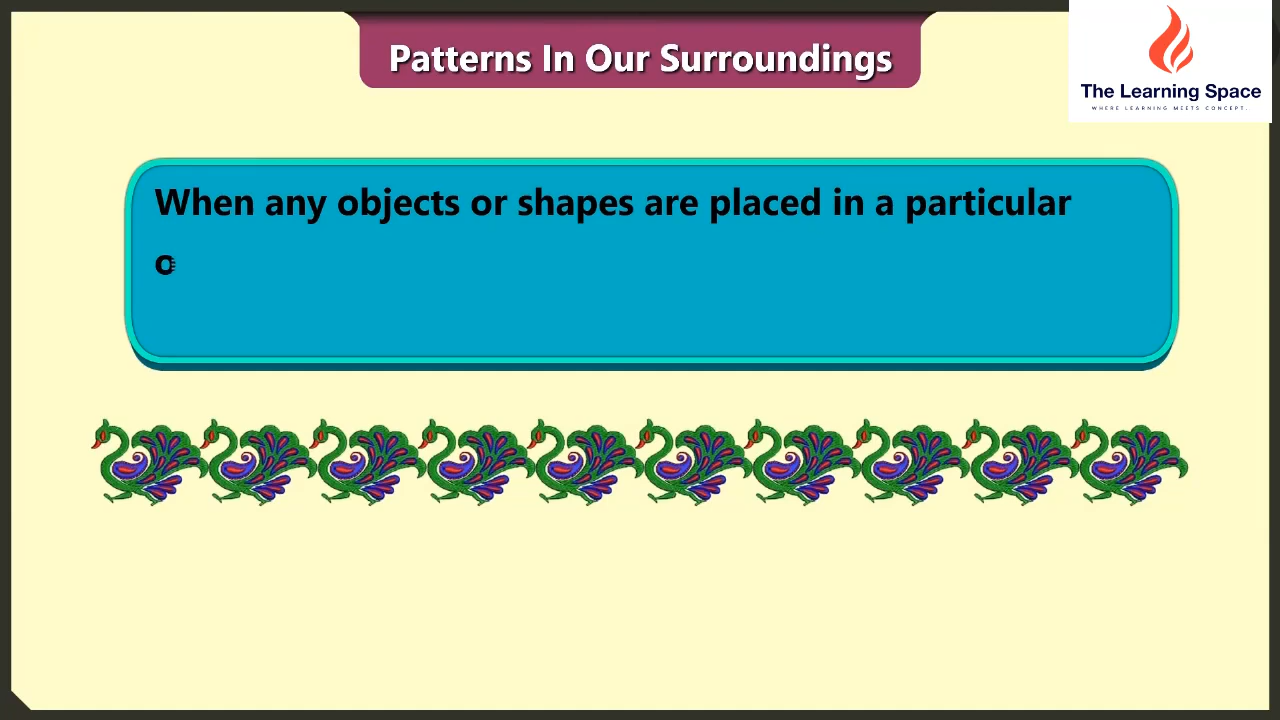 Patterns In Our Surroundings
The Learning Space
WHERE LEARNING MEETS CONCEPT.
When any objects or shapes are placed in a particular
o